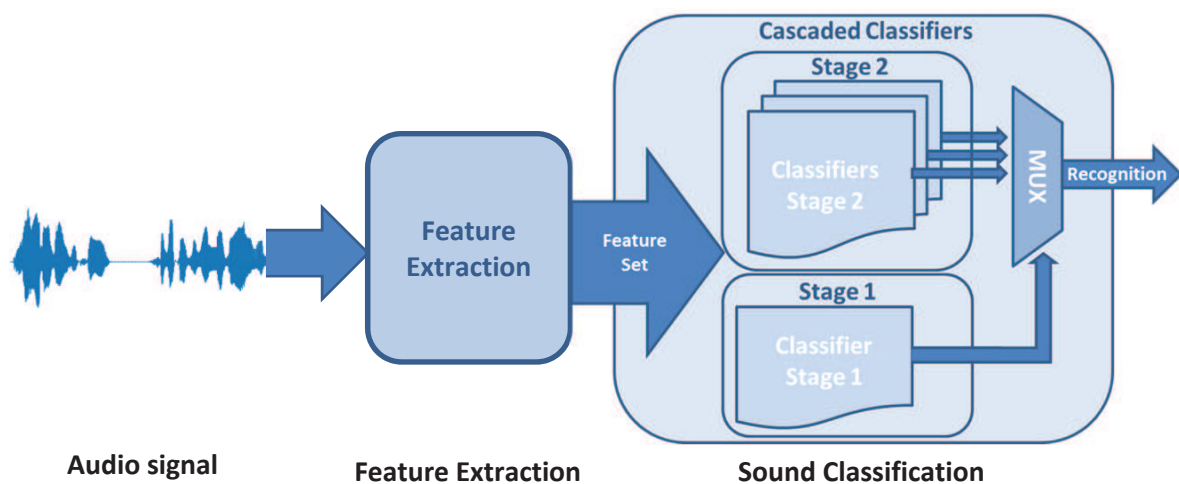 Cascaded Classifiers
Stage 2
Classifiers
Stage 2
MUX
Recognition
Feature
Extraction
Feature
Set
Stage 1
Classifier
Stage 1
Audio signal
Feature Extraction
Sound Classification